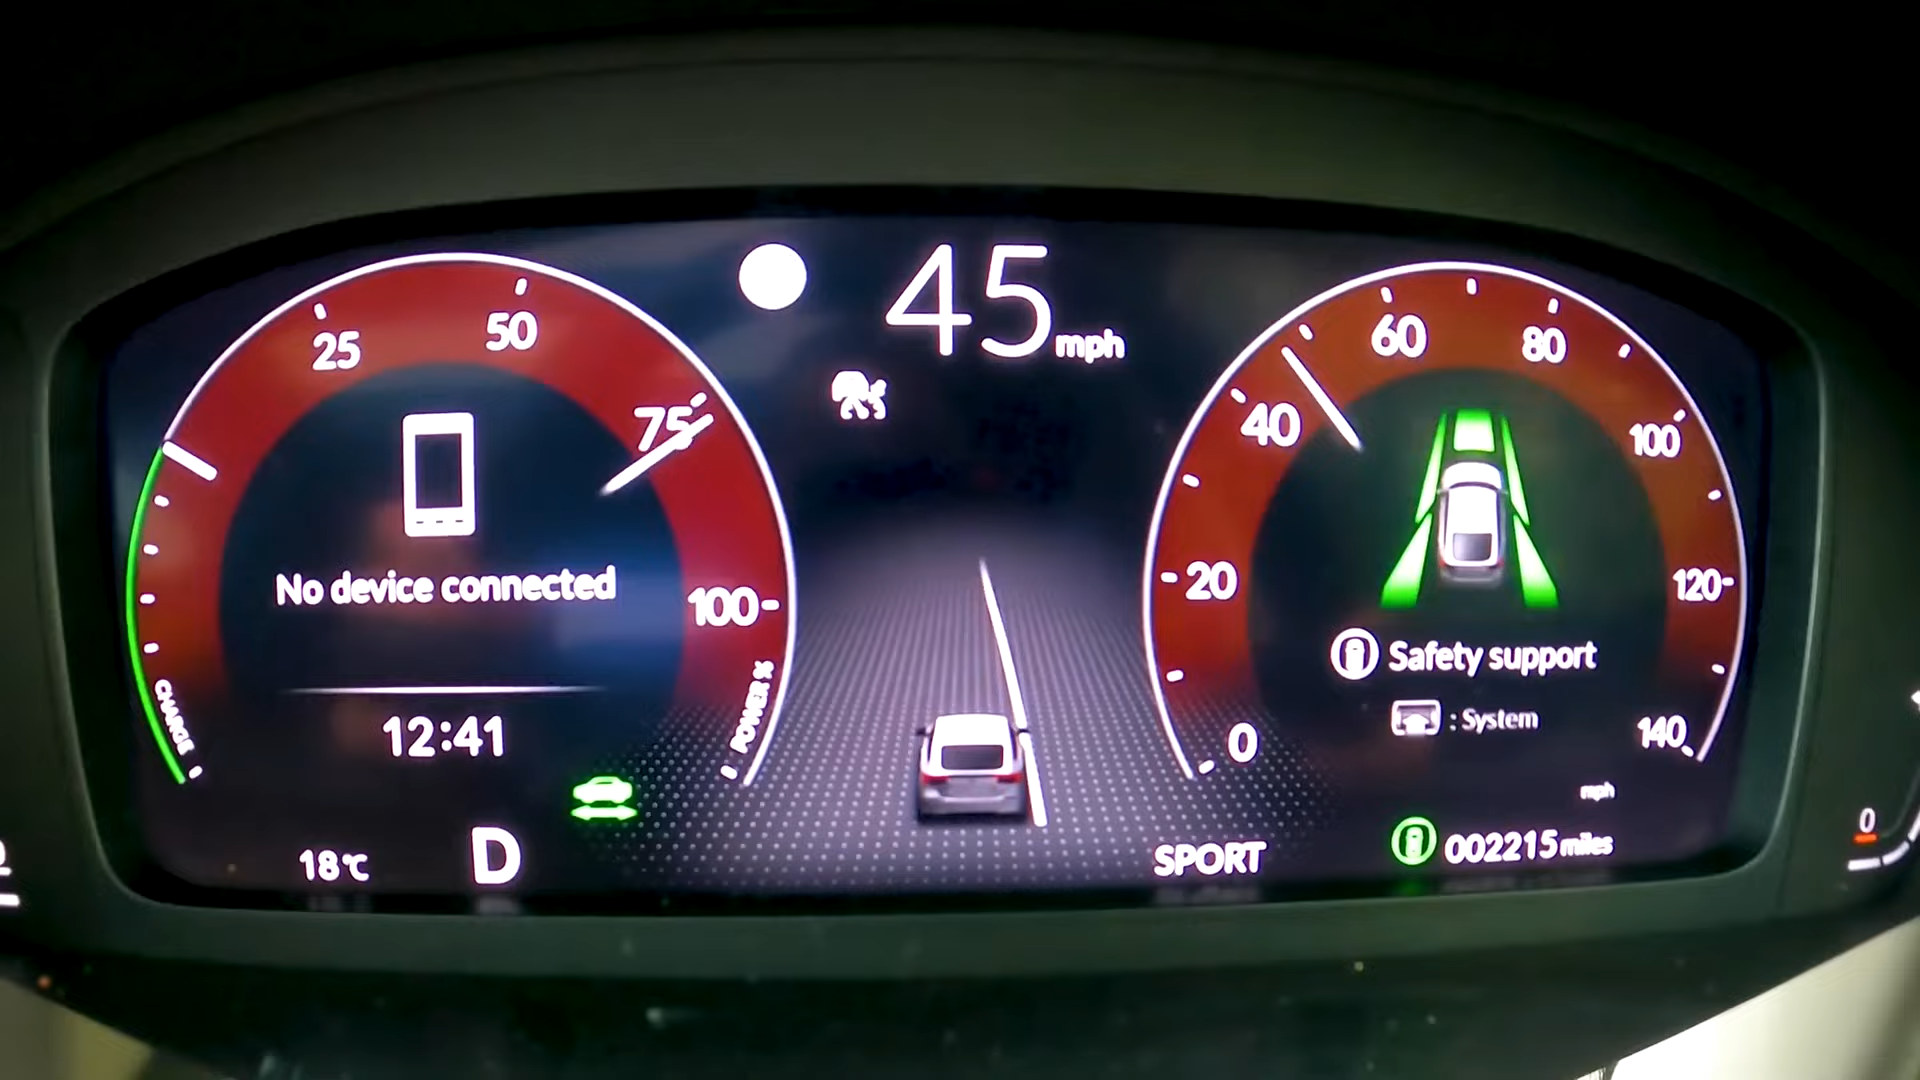 45 mph
25
50
75
100
CHARGE
POWER %
No device connected
12:41
18℃
D
0
20
40
60
80
100
120
140
Safety support
: System
mph
SPORT
002215 miles
0